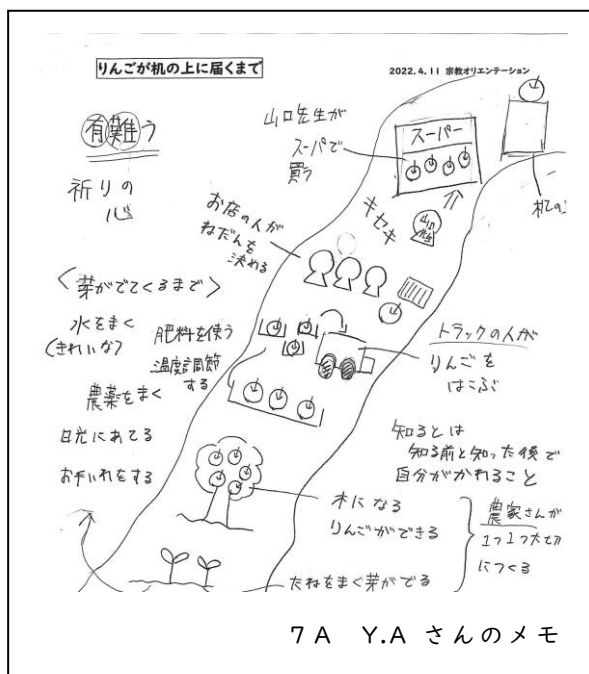 りんごが机の上に届くまで
2022.4.11 宗教オリエンテーション
有難う
祈りの
心
山口先生が
スーパで
買う
スーパー
キセキ
お店の人が
ねだんを
決める
〈芽がでてくるまで〉
水をまく
(きれいな)
肥料を使う
温度調節
する
農薬をまく
日光にあてる
お手いれをする
トラックの人が
りんごを
はこぶ
知るとは
知る前と知った後で
自分がかわること
木になる
りんごができる
たねをまく芽がでる
農家さんが
1つ1つ大切
につくる
7A Y.A さんのメモ